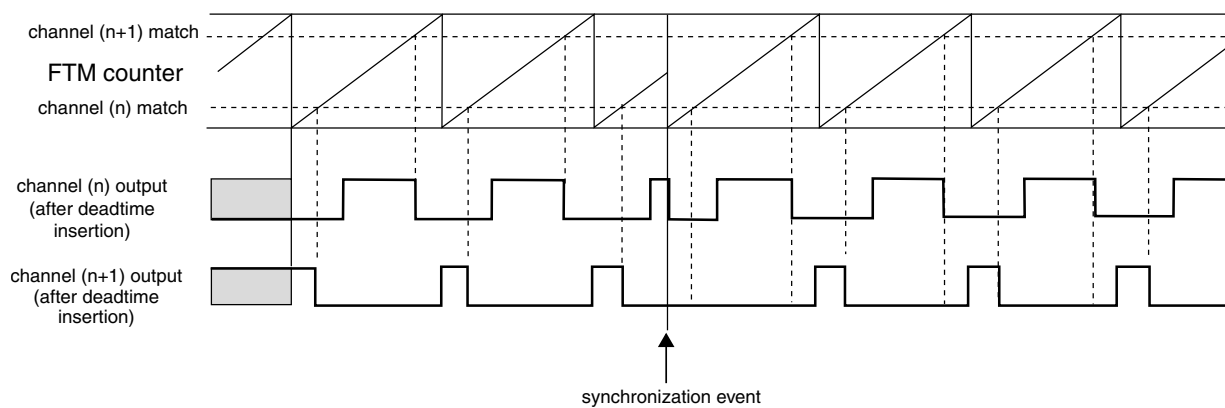 channel (n+1) match
FTM counter
channel (n) match
channel (n) output
(after deadtime
insertion)
channel (n+1) output
(after deadtime
insertion)
synchronization event